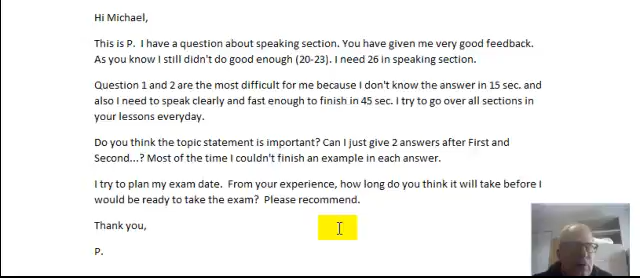 Hi Michael,
This is P.  I have a question about speaking section. You have given me very good feedback.
As you know I still didn't do good enough (20-23). I need 26 in speaking section.
Question 1 and 2 are the most difficult for me because I don't know the answer in 15 sec. and
also I need to speak clearly and fast enough to finish in 45 sec. I try to go over all sections in
your lessons everyday.
Do you think the topic statement is important? Can I just give 2 answers after First and
Second...? Most of the time I couldn't finish an example in each answer.
I try to plan my exam date.  From your experience, how long do you think it will take before I
would be ready to take the exam?  Please recommend.
Thank you,
P.